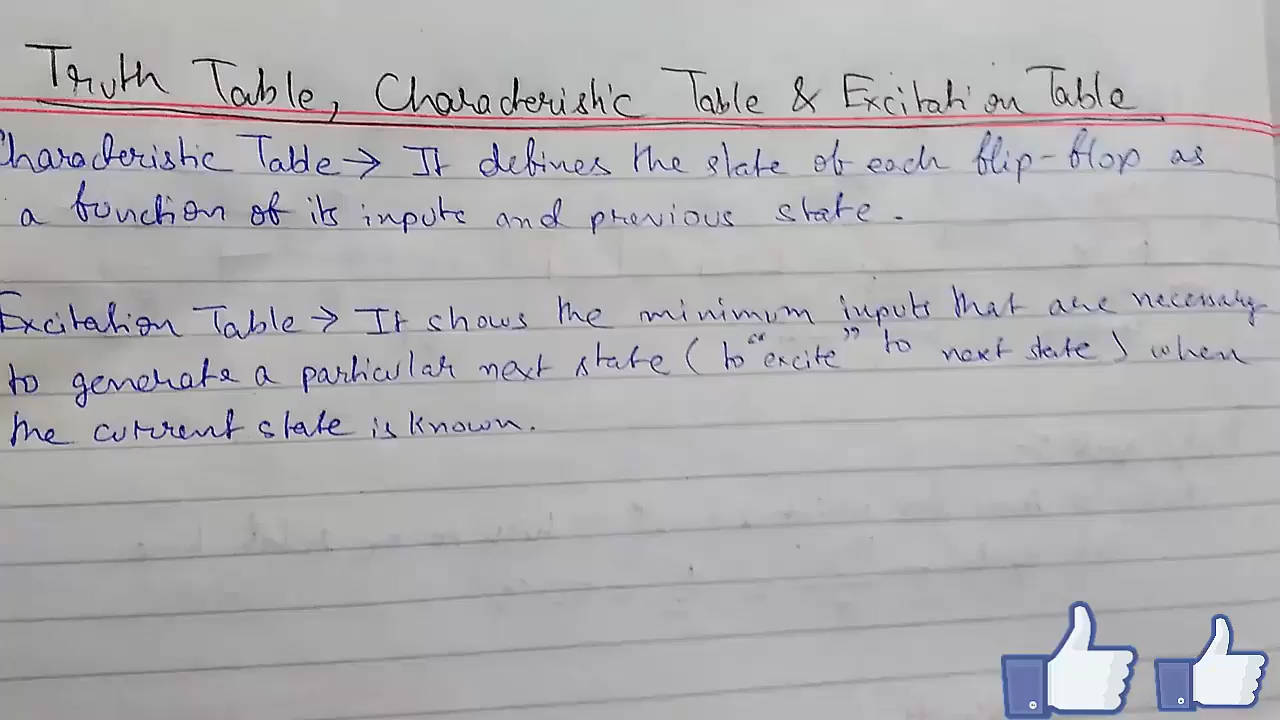 Truth Table, Characteristic Table & Excitation Table
Characteristic Table → It defines the state of each flip-flop as
a function of its inputs and previous state.
Excitation Table → It shows the minimum inputs that are necessary
to generate a particular next state (to "excite" to next state) when
the current state is known.